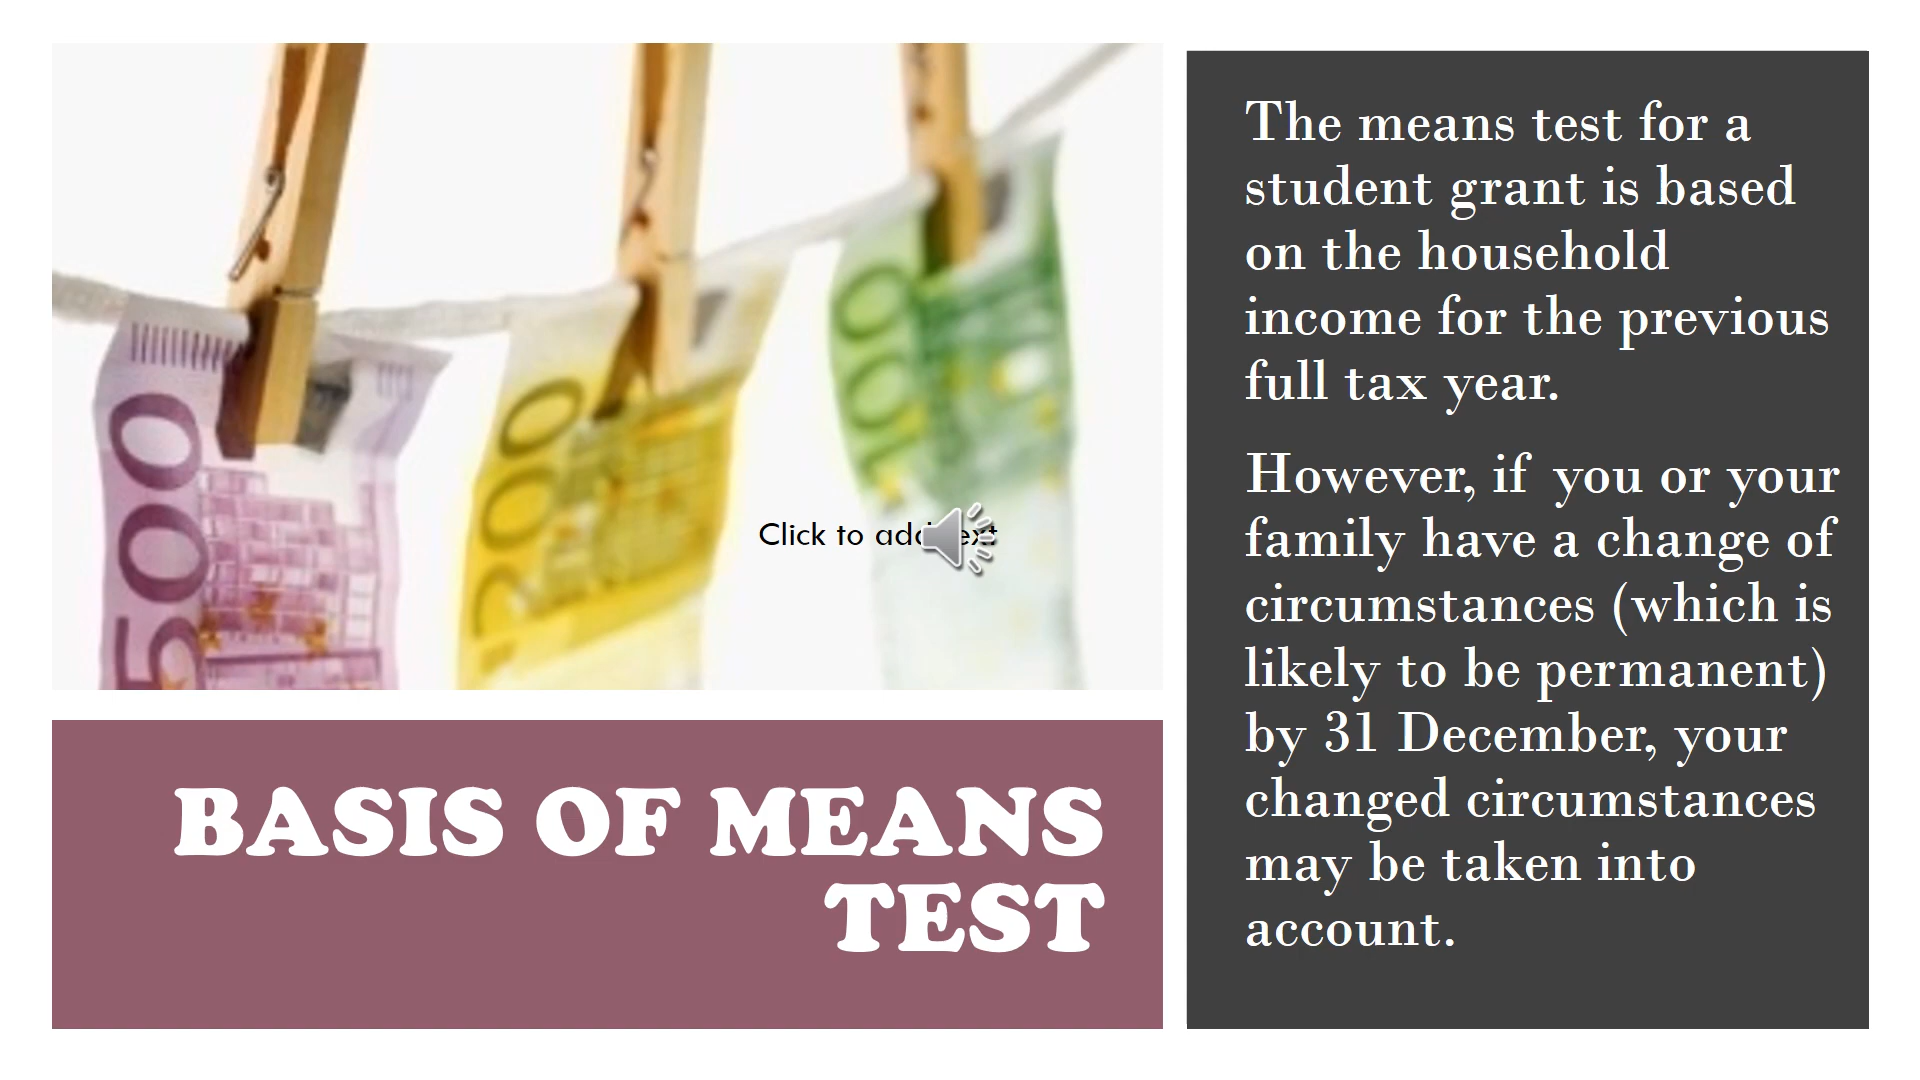 500
200
100
Click to add text
BASIS OF MEANS
TEST
The means test for a
student grant is based
on the household
income for the previous
full tax year.
However, if you or your
family have a change of
circumstances (which is
likely to be permanent)
by 31 December, your
changed circumstances
may be taken into
account.